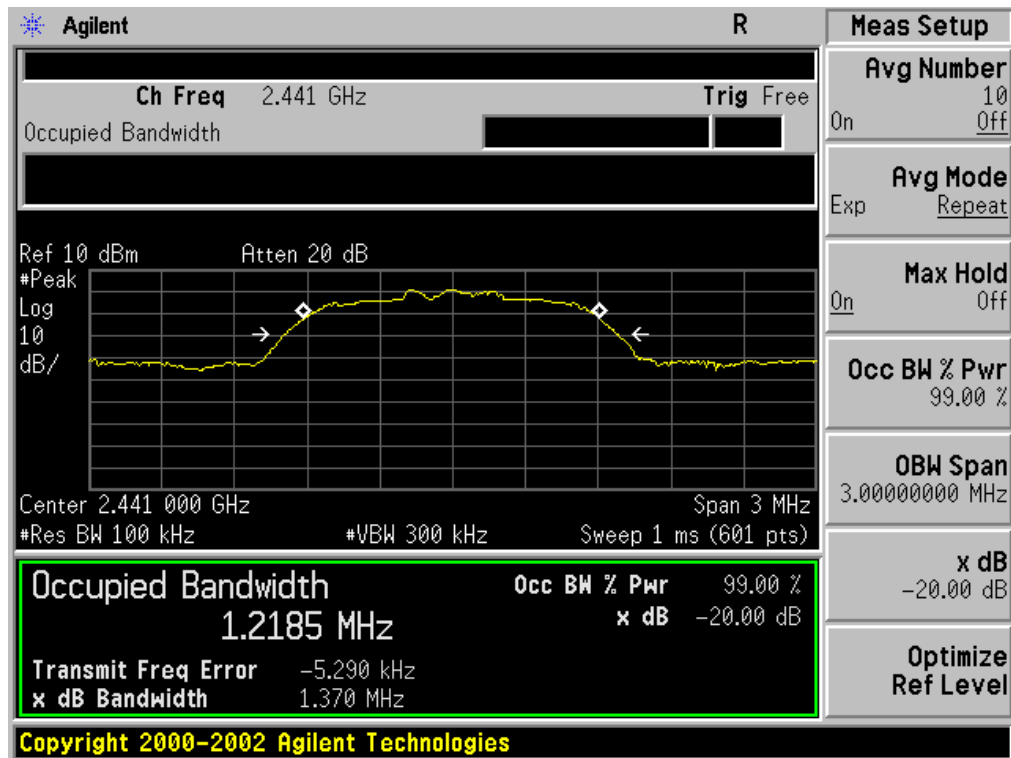 Agilent R Meas Setup
Ch Freq 2.441 GHz Trig Free
Occupied Bandwidth
Avg Number
10
On Off
Avg Mode
Exp Repeat
Max Hold
On Off
Occ BW % Pwr
99.00 %
OBW Span
3.00000000 MHz
x dB
-20.00 dB
Optimize
Ref Level
Ref 10 dBm Atten 20 dB
#Peak
Log
10
dB/
Center 2.441 000 GHz Span 3 MHz
#Res BW 100 kHz #VBW 300 kHz Sweep 1 ms (601 pts)
Occupied Bandwidth Occ BW % Pwr 99.00 %
1.2185 MHz x dB -20.00 dB
Transmit Freq Error -5.290 kHz
x dB Bandwidth 1.370 MHz
Copyright 2000-2002 Agilent Technologies